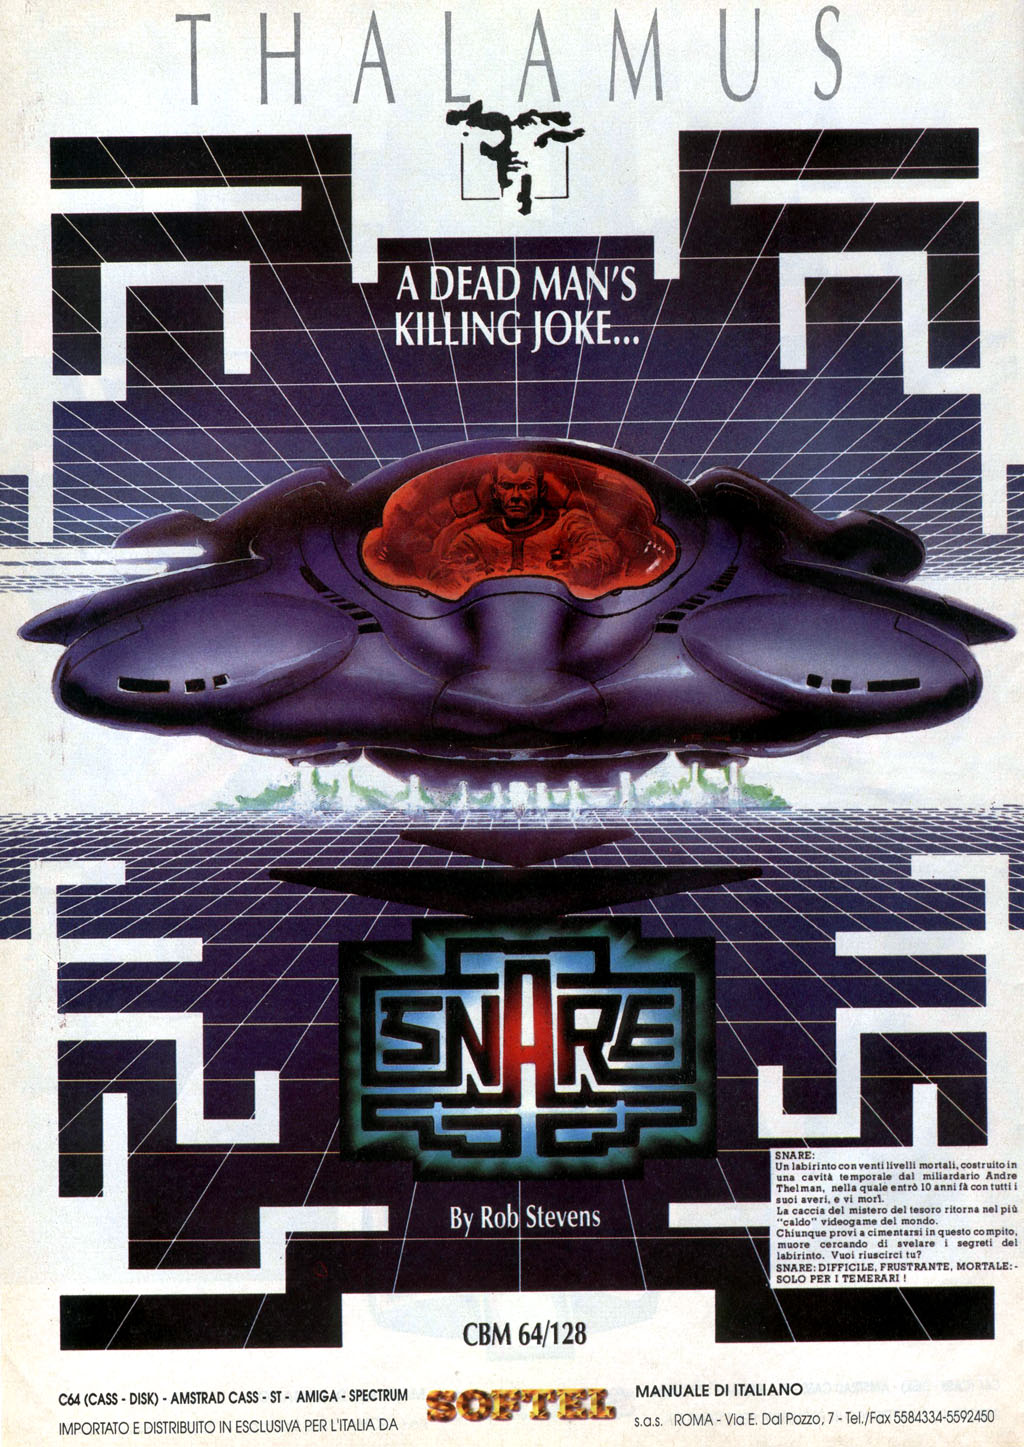 THALAMUS
A DEAD MAN'S
KILLING JOKE...
SNARE
By Rob Stevens
SNARE:
Un labirinto con venti livelli mortali, costruito in
una cavità temporale dal miliardario Andre
Thelman, nella quale entrò 10 anni fà con tutti i
suoi averi, e vi morì.
La caccia del mistero del tesoro ritorna nel più
"caldo" videogame del mondo.
Chiunque provi a cimentarsi in questo compito,
muore cercando di svelare i segreti del
labirinto. Vuoi riuscirci tu?
SNARE: DIFFICILE, FRUSTRANTE, MORTALE: -
SOLO PER I TEMERARI !
CBM 64/128
C64 (CASS - DISK) - AMSTRAD CASS - ST - AMIGA - SPECTRUM
IMPORTATO E DISTRIBUITO IN ESCLUSIVA PER L'ITALIA DA
SOFTEL
MANUALE DI ITALIANO
s.a.s. ROMA - Via E. Dal Pozzo, 7 - Tel./Fax 5584334-5592450